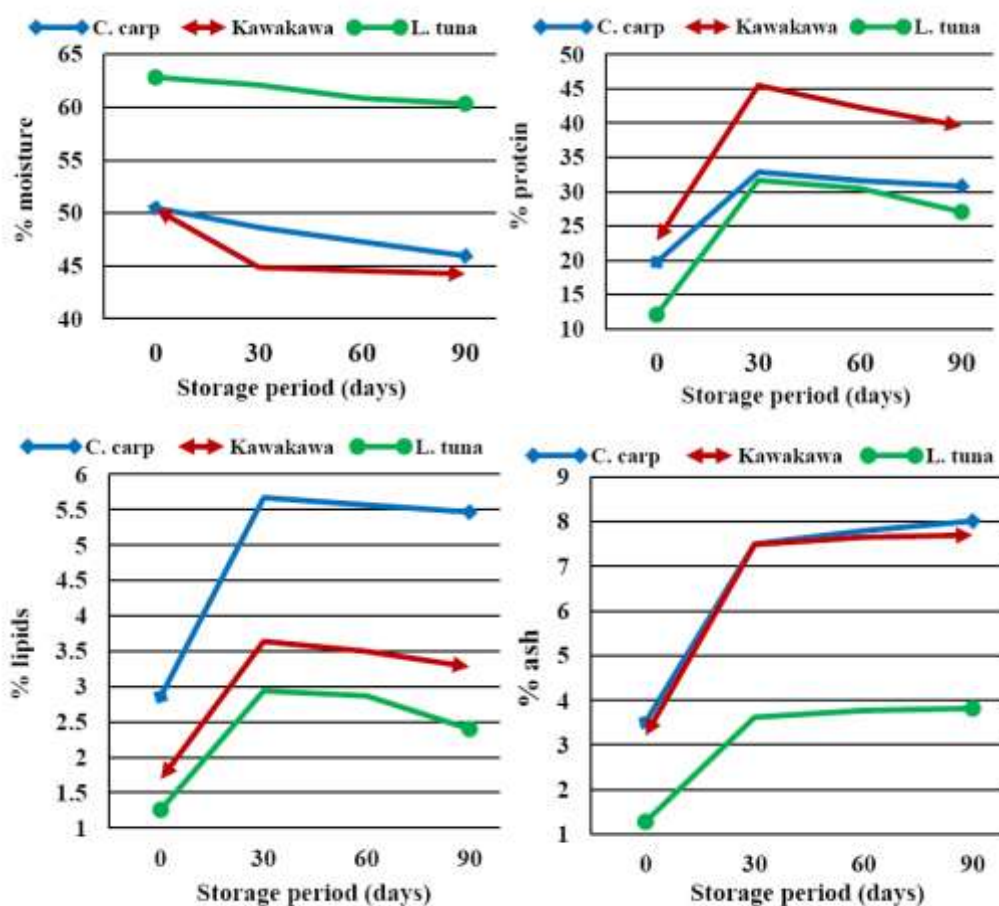 C. carp Kawakawa L. tuna
65
60
55
50
45
40
% moisture
0 30 60 90
Storage period (days)
C. carp Kawakawa L. tuna
50
45
40
35
30
25
20
15
10
% protein
0 30 60 90
Storage period (days)
C. carp Kawakawa L. tuna
6
5.5
5
4.5
4
3.5
3
2.5
2
1.5
1
% lipids
0 30 60 90
Storage period (days)
C. carp Kawakawa L. tuna
9
8
7
6
5
4
3
2
1
% ash
0 30 60 90
Storage period (days)